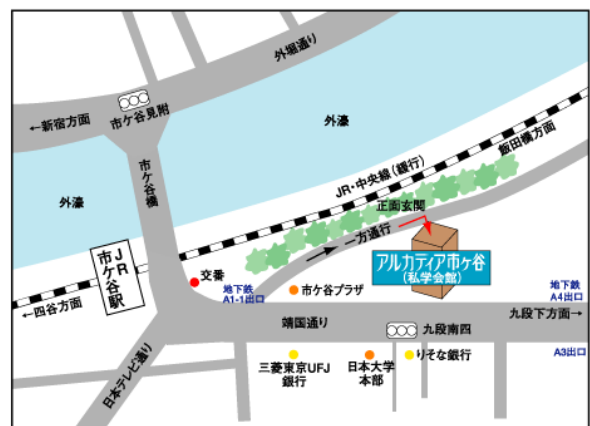 外堀通り
←新宿方面
市ケ谷見附
外濠
飯田橋方面
JR・中央線(銀行)
市ケ谷橋
外濠
正面玄関
一方通行
アルカディア市ヶ谷
(私学会館)
JR
市ケ谷駅
交番
地下鉄
A1-1出口
市ケ谷プラザ
地下鉄
A4出口
←四谷方面
靖国通り
九段南四
九段下方面→
日本テレビ通り
三菱東京UFJ
銀行
日本大学
本部
りそな銀行
A3出口